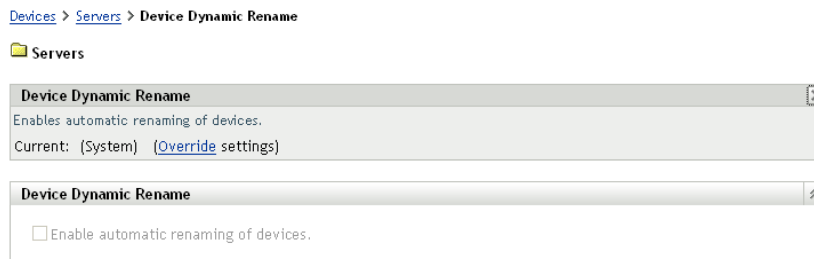 Devices > Servers > Device Dynamic Rename
Servers
Device Dynamic Rename
Enables automatic renaming of devices.
Current: (System) (Override settings)
Device Dynamic Rename
Enable automatic renaming of devices.